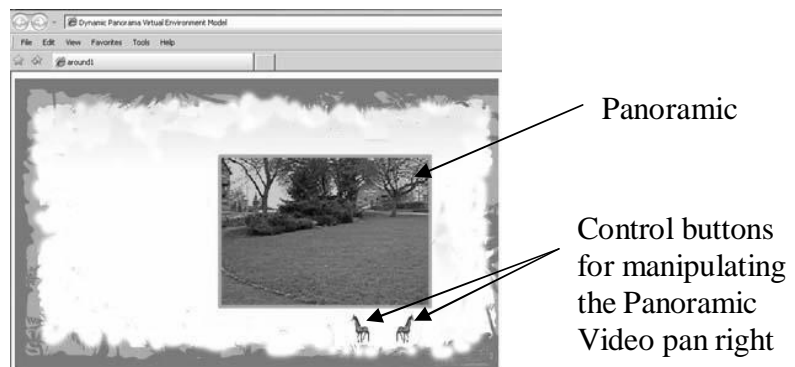 Dynamic Panorama Virtual Environment Model
File Edit View Favorites Tools Help
around1
Panoramic
Control buttons
for manipulating
the Panoramic
Video pan right